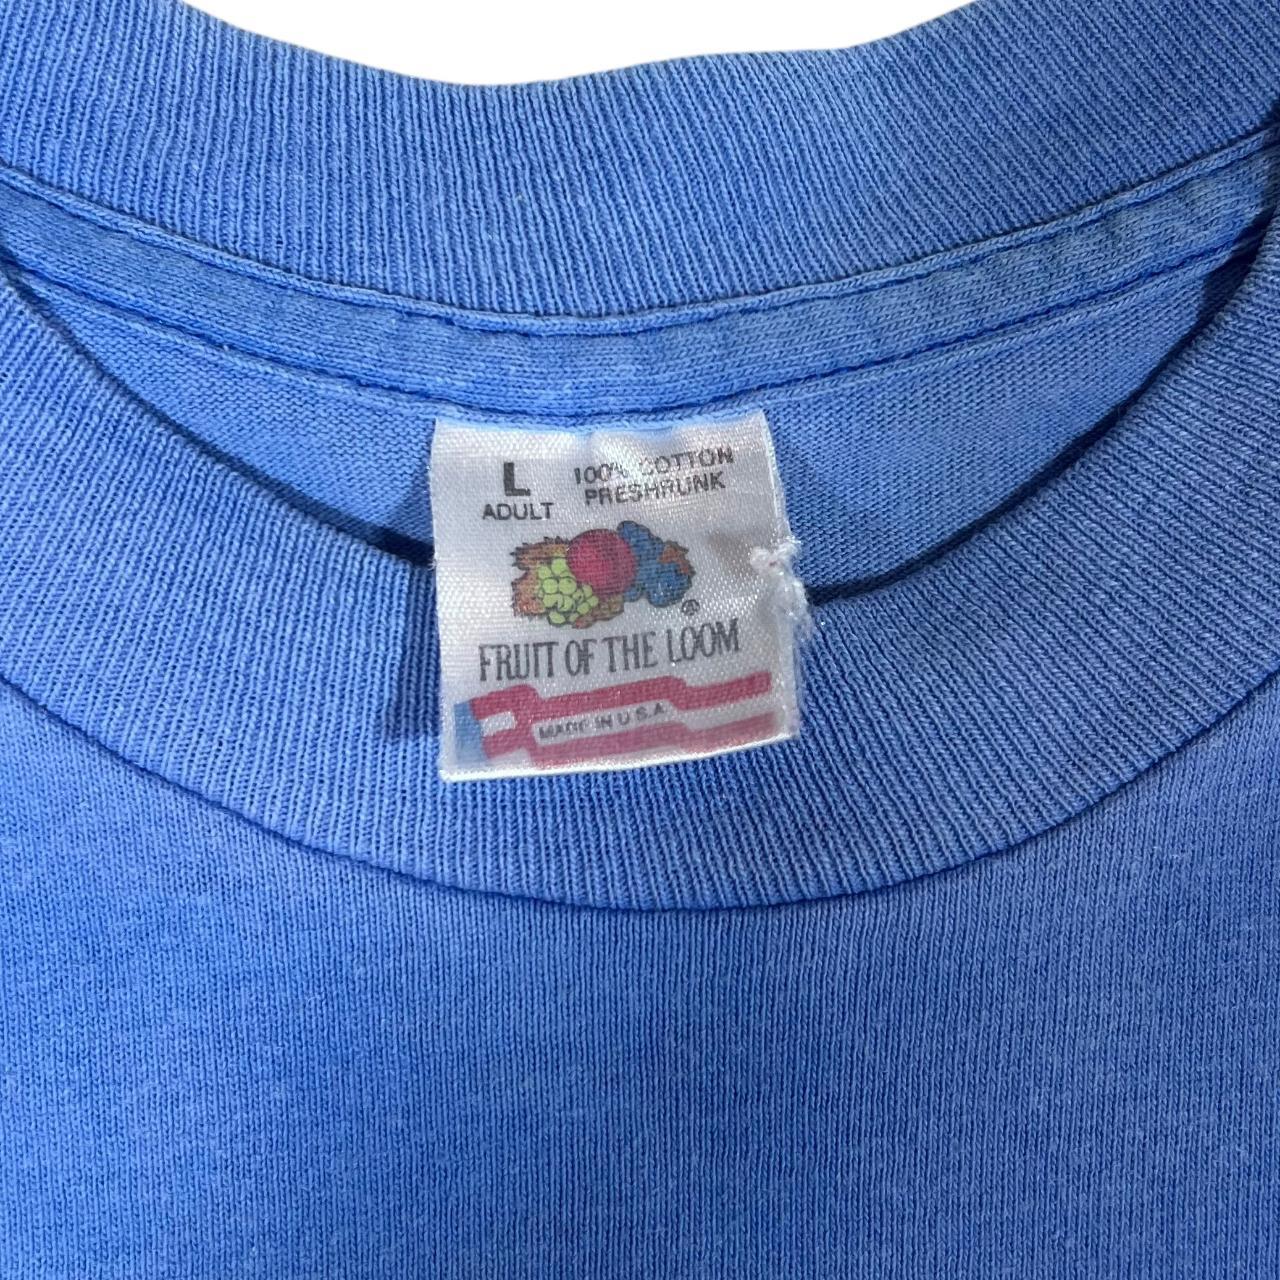 L 100% COTTON
ADULT PRESHRUNK
®
FRUIT OF THE LOOM
MADE IN U.S.A.